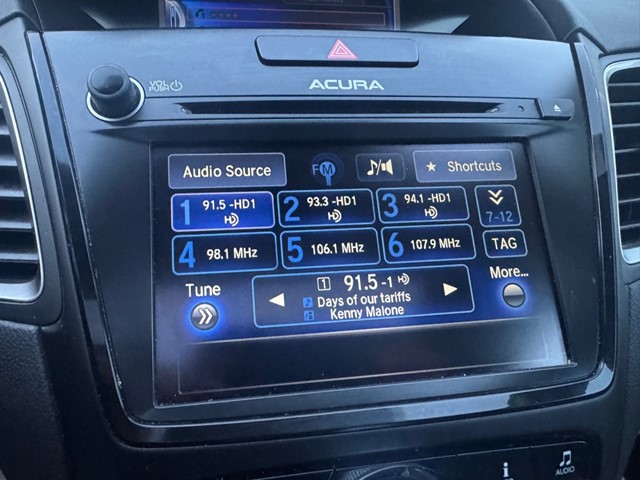 VOL
PUSH
ACURA
Audio Source
FM
★ Shortcuts
1 91.5 -HD1
2 93.3 -HD1
3 94.1 -HD1
7-12
4 98.1 MHz
5 106.1 MHz
6 107.9 MHz
TAG
Tune
1 91.5 -1
More...
Days of our tariffs
Kenny Malone
i
AUDIO